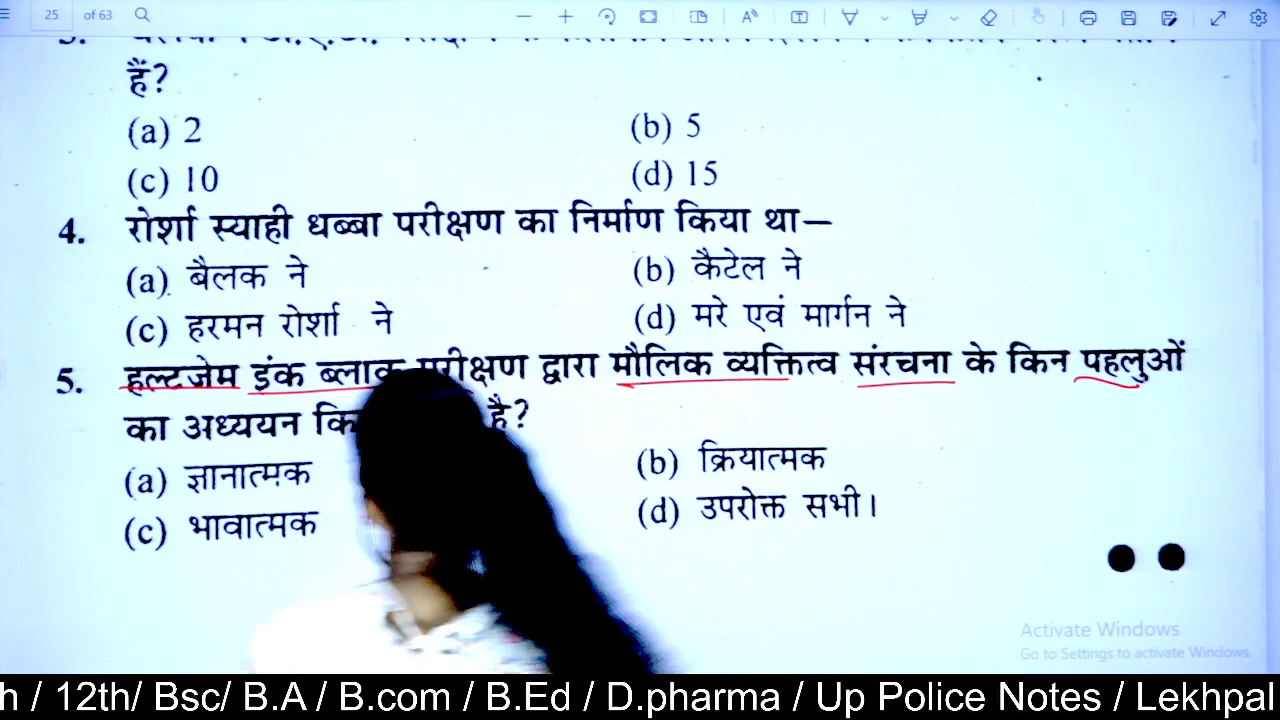 25 of 63
है?
(a) 2 (b) 5
(c) 10 (d) 15
4. रोर्शा स्याही धब्बा परीक्षण का निर्माण किया था—
(a) बैलक ने (b) कैटेल ने
(c) हरमन रोर्शा ने (d) मरे एवं मार्गन ने
5. हल्टजेम इंक ब्लाक परीक्षण द्वारा मौलिक व्यक्तित्व संरचना के किन पहलुओं
का अध्ययन है?
(a) ज्ञानात्मक (b) क्रियात्मक
(c) भावात्मक (d) उपरोक्त सभी।
Activate Windows
Go to Settings to activate Windows.
/ 12th/ Bsc/ B.A / B.com / B.Ed / D.pharma / Up Police Notes / Lekhpal